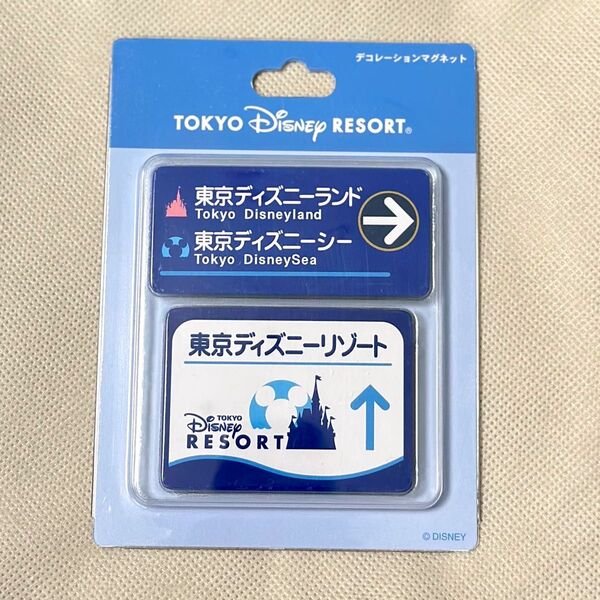 デコレーションマグネット
TOKYO Disney RESORT®
東京ディズニーランド
Tokyo Disneyland
東京ディズニーシー
Tokyo DisneySea
東京ディズニーリゾート
TOKYO
Disney
RESORT
© DISNEY